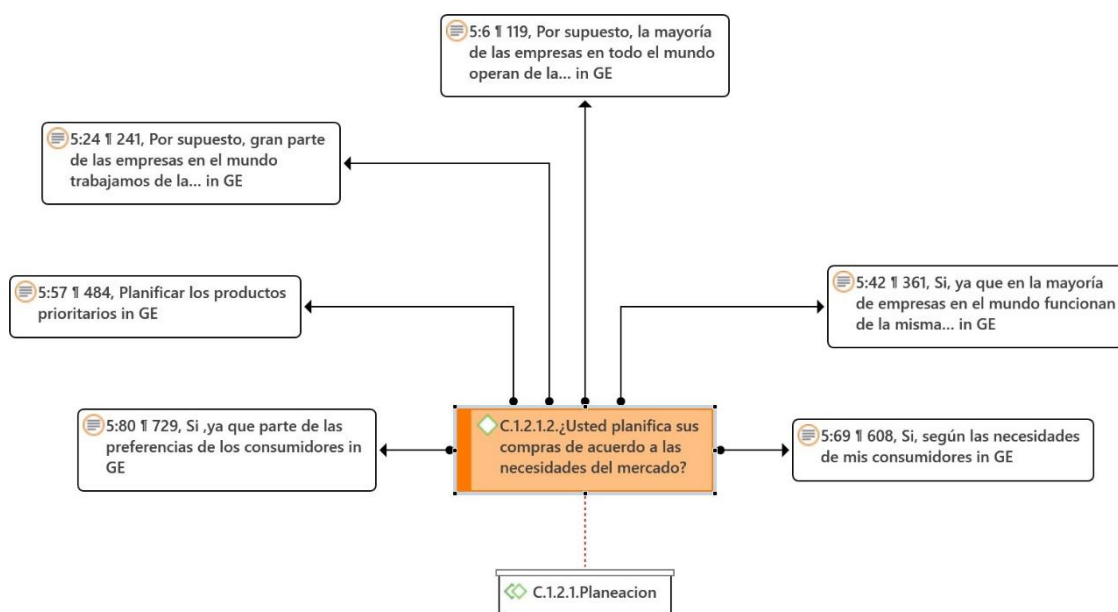 5:6 ¶ 119, Por supuesto, la mayoría
de las empresas en todo el mundo
operan de la... in GE
5:24 ¶ 241, Por supuesto, gran parte
de las empresas en el mundo
trabajamos de la... in GE
5:57 ¶ 484, Planificar los productos
prioritarios in GE
5:42 ¶ 361, Si, ya que en la mayoría
de empresas en el mundo funcionan
de la misma... in GE
5:80 ¶ 729, Si ,ya que parte de las
preferencias de los consumidores in
GE
C.1.2.1.2.¿Usted planifica sus
compras de acuerdo a las
necesidades del mercado?
5:69 ¶ 608, Si, según las necesidades
de mis consumidores in GE
C.1.2.1.Planeacion